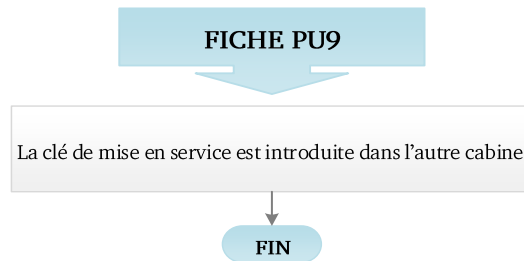 FICHE PU9
La clé de mise en service est introduite dans l'autre cabine
FIN